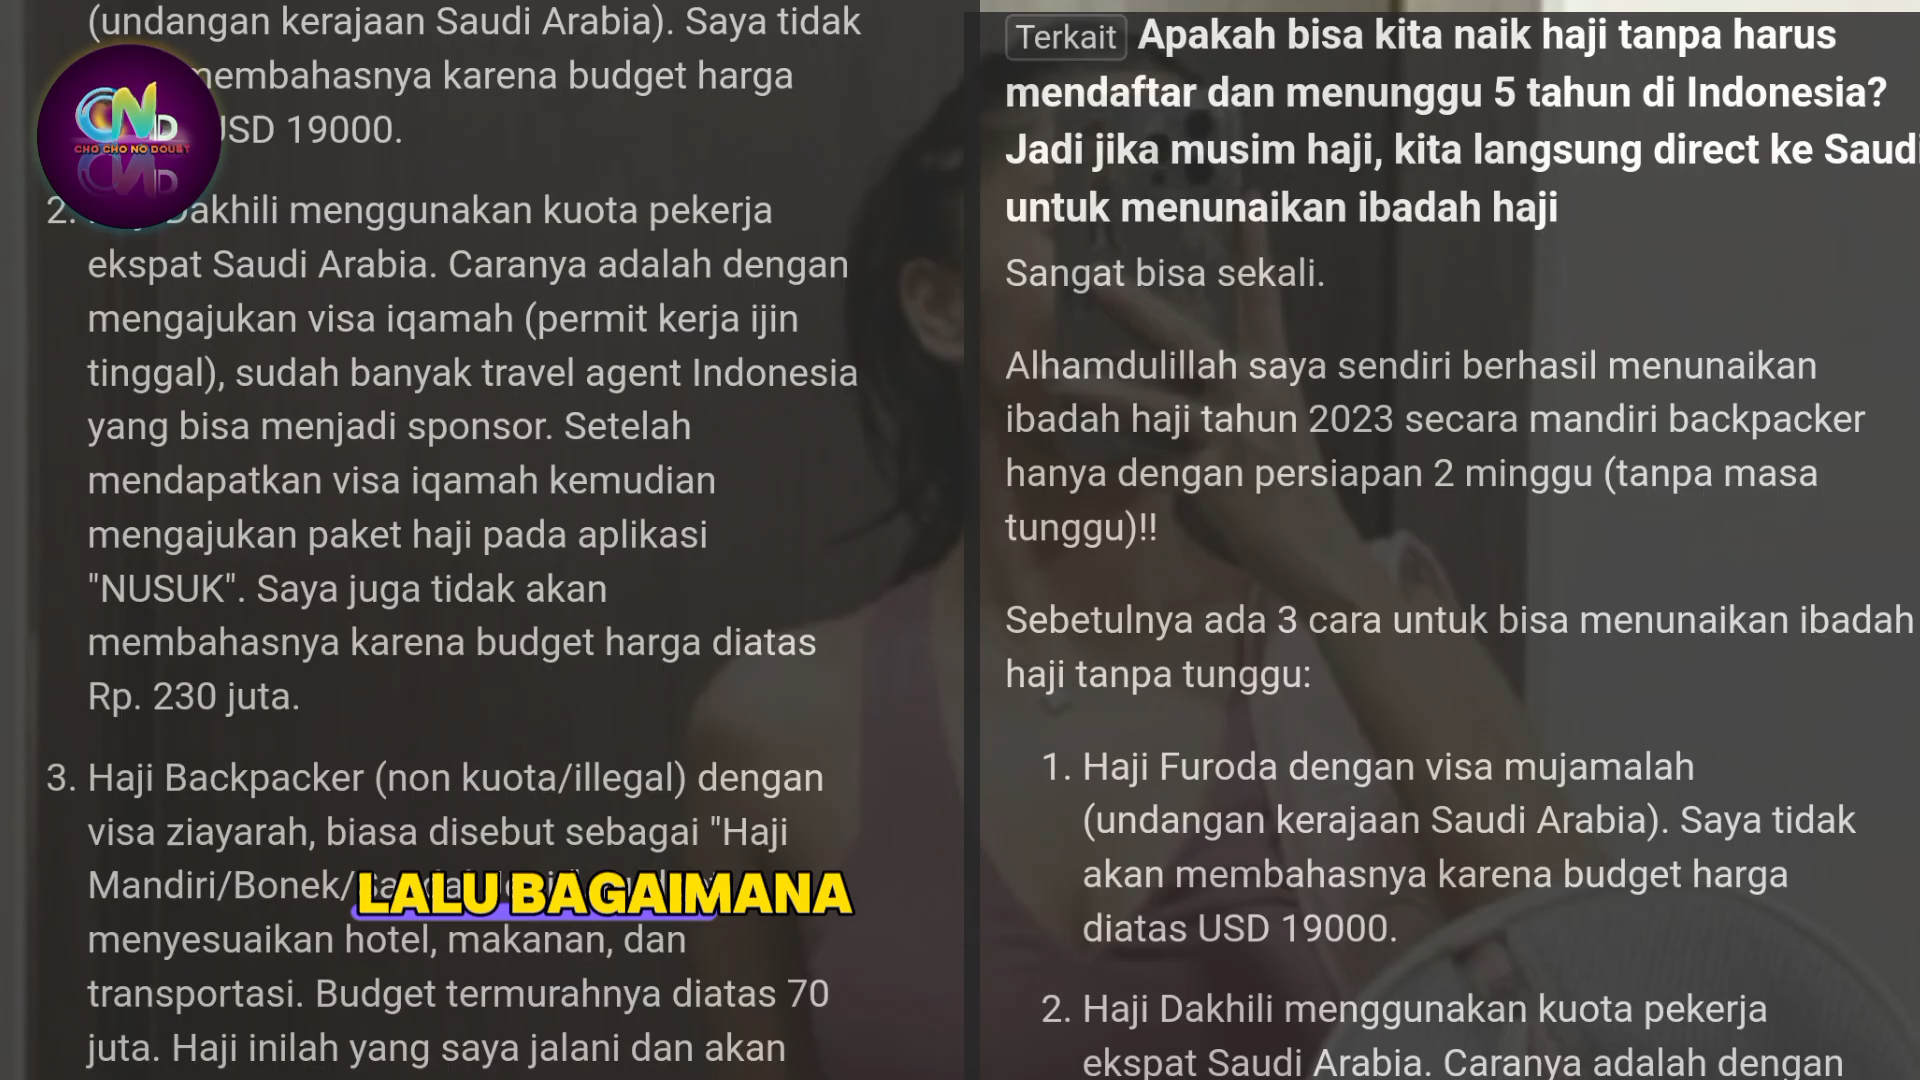 (undangan kerajaan Saudi Arabia). Saya tidak
membahasnya karena budget harga
USD 19000.
2. Dakhili menggunakan kuota pekerja
ekspat Saudi Arabia. Caranya adalah dengan
mengajukan visa iqamah (permit kerja ijin
tinggal), sudah banyak travel agent Indonesia
yang bisa menjadi sponsor. Setelah
mendapatkan visa iqamah kemudian
mengajukan paket haji pada aplikasi
"NUSUK". Saya juga tidak akan
membahasnya karena budget harga diatas
Rp. 230 juta.
3. Haji Backpacker (non kuota/illegal) dengan
visa ziayarah, biasa disebut sebagai "Haji
Mandiri/Bonek/
menyesuaikan hotel, makanan, dan
transportasi. Budget termurahnya diatas 70
juta. Haji inilah yang saya jalani dan akan
CND
CHO CHO NO DOUBT
LALU BAGAIMANA
Terkait Apakah bisa kita naik haji tanpa harus
mendaftar dan menunggu 5 tahun di Indonesia?
Jadi jika musim haji, kita langsung direct ke Saudi
untuk menunaikan ibadah haji
Sangat bisa sekali.
Alhamdulillah saya sendiri berhasil menunaikan
ibadah haji tahun 2023 secara mandiri backpacker
hanya dengan persiapan 2 minggu (tanpa masa
tunggu)!!
Sebetulnya ada 3 cara untuk bisa menunaikan ibadah
haji tanpa tunggu:
1. Haji Furoda dengan visa mujamalah
(undangan kerajaan Saudi Arabia). Saya tidak
akan membahasnya karena budget harga
diatas USD 19000.
2. Haji Dakhili menggunakan kuota pekerja
ekspat Saudi Arabia. Caranya adalah dengan